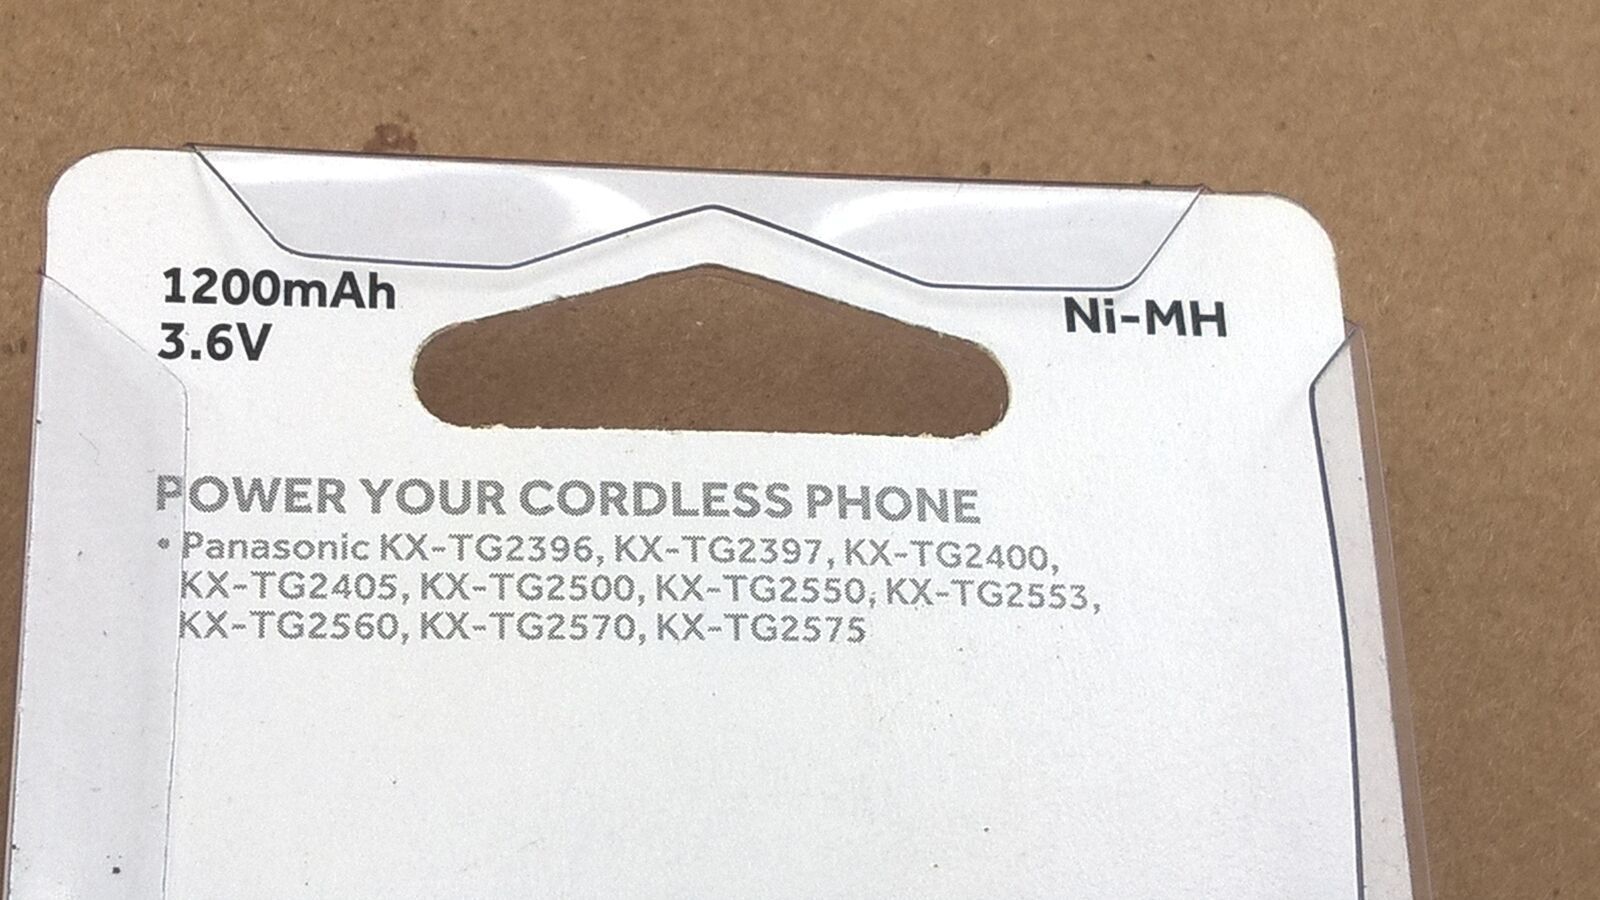 1200mAh
3.6V
Ni-MH
POWER YOUR CORDLESS PHONE
• Panasonic KX-TG2396, KX-TG2397, KX-TG2400,
KX-TG2405, KX-TG2500, KX-TG2550, KX-TG2553,
KX-TG2560, KX-TG2570, KX-TG2575